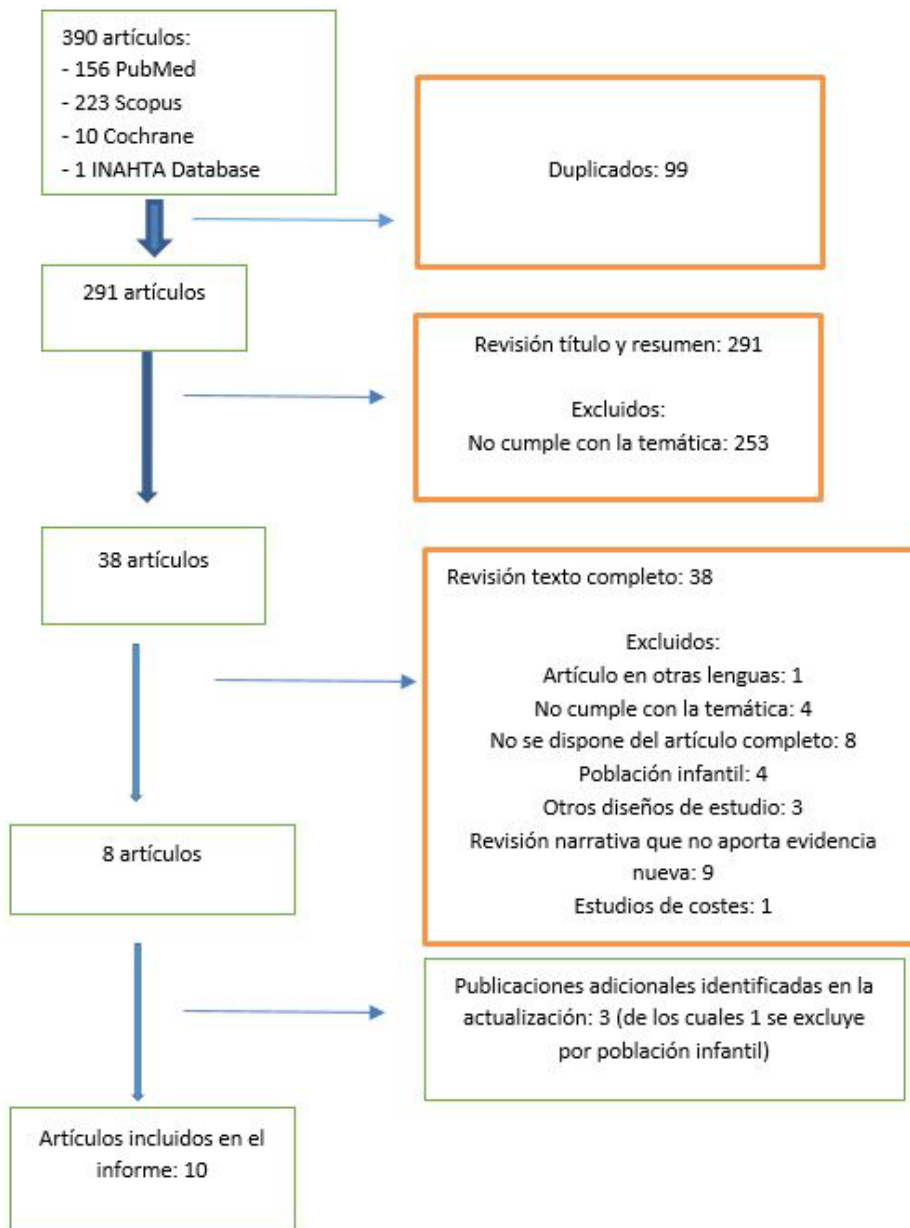 390 artículos:
- 156 PubMed
- 223 Scopus
- 10 Cochrane
- 1 INAHTA Database
Duplicados: 99
291 artículos
Revisión título y resumen: 291
Excluidos:
No cumple con la temática: 253
38 artículos
Revisión texto completo: 38
Excluidos:
Artículo en otras lenguas: 1
No cumple con la temática: 4
No se dispone del artículo completo: 8
Población infantil: 4
Otros diseños de estudio: 3
Revisión narrativa que no aporta evidencia
nueva: 9
Estudios de costes: 1
8 artículos
Publicaciones adicionales identificadas en la
actualización: 3 (de los cuales 1 se excluye
por población infantil)
Artículos incluidos en el
informe: 10